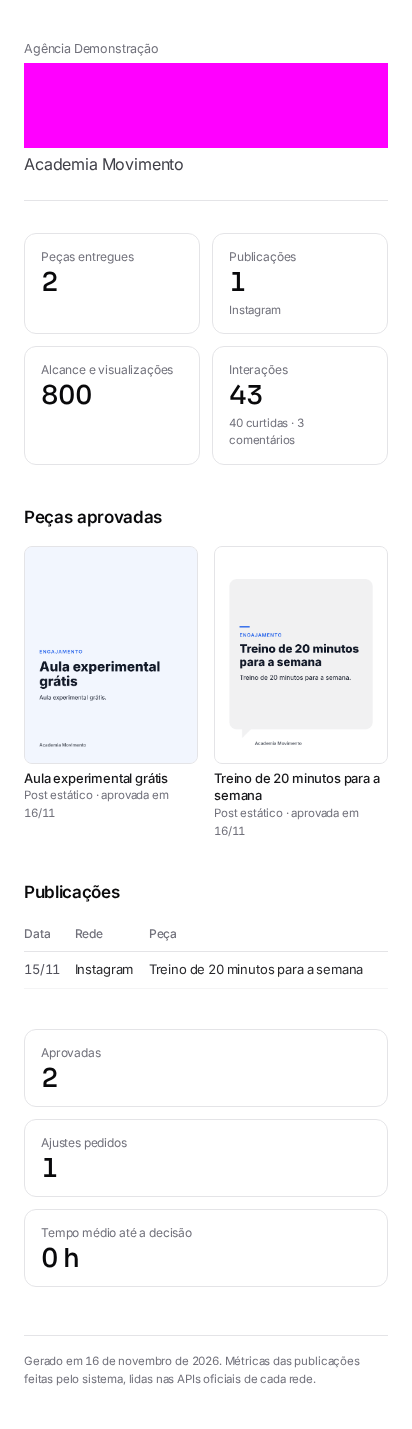 Agência Demonstração
Academia Movimento
Peças entregues
2
Publicações
1
Instagram
Alcance e visualizações
800
Interações
43
40 curtidas · 3
comentários
Peças aprovadas
ENGAJAMENTO
Aula experimental
grátis
Aula experimental grátis.
Academia Movimento
Aula experimental grátis
Post estático · aprovada em
16/11
ENGAJAMENTO
Treino de 20 minutos
para a semana
Treino de 20 minutos para a semana.
Academia Movimento
Treino de 20 minutos para a
semana
Post estático · aprovada em
16/11
Publicações
Data Rede Peça
15/11 Instagram Treino de 20 minutos para a semana
Aprovadas
2
Ajustes pedidos
1
Tempo médio até a decisão
0 h
Gerado em 16 de novembro de 2026. Métricas das publicações
feitas pelo sistema, lidas nas APIs oficiais de cada rede.